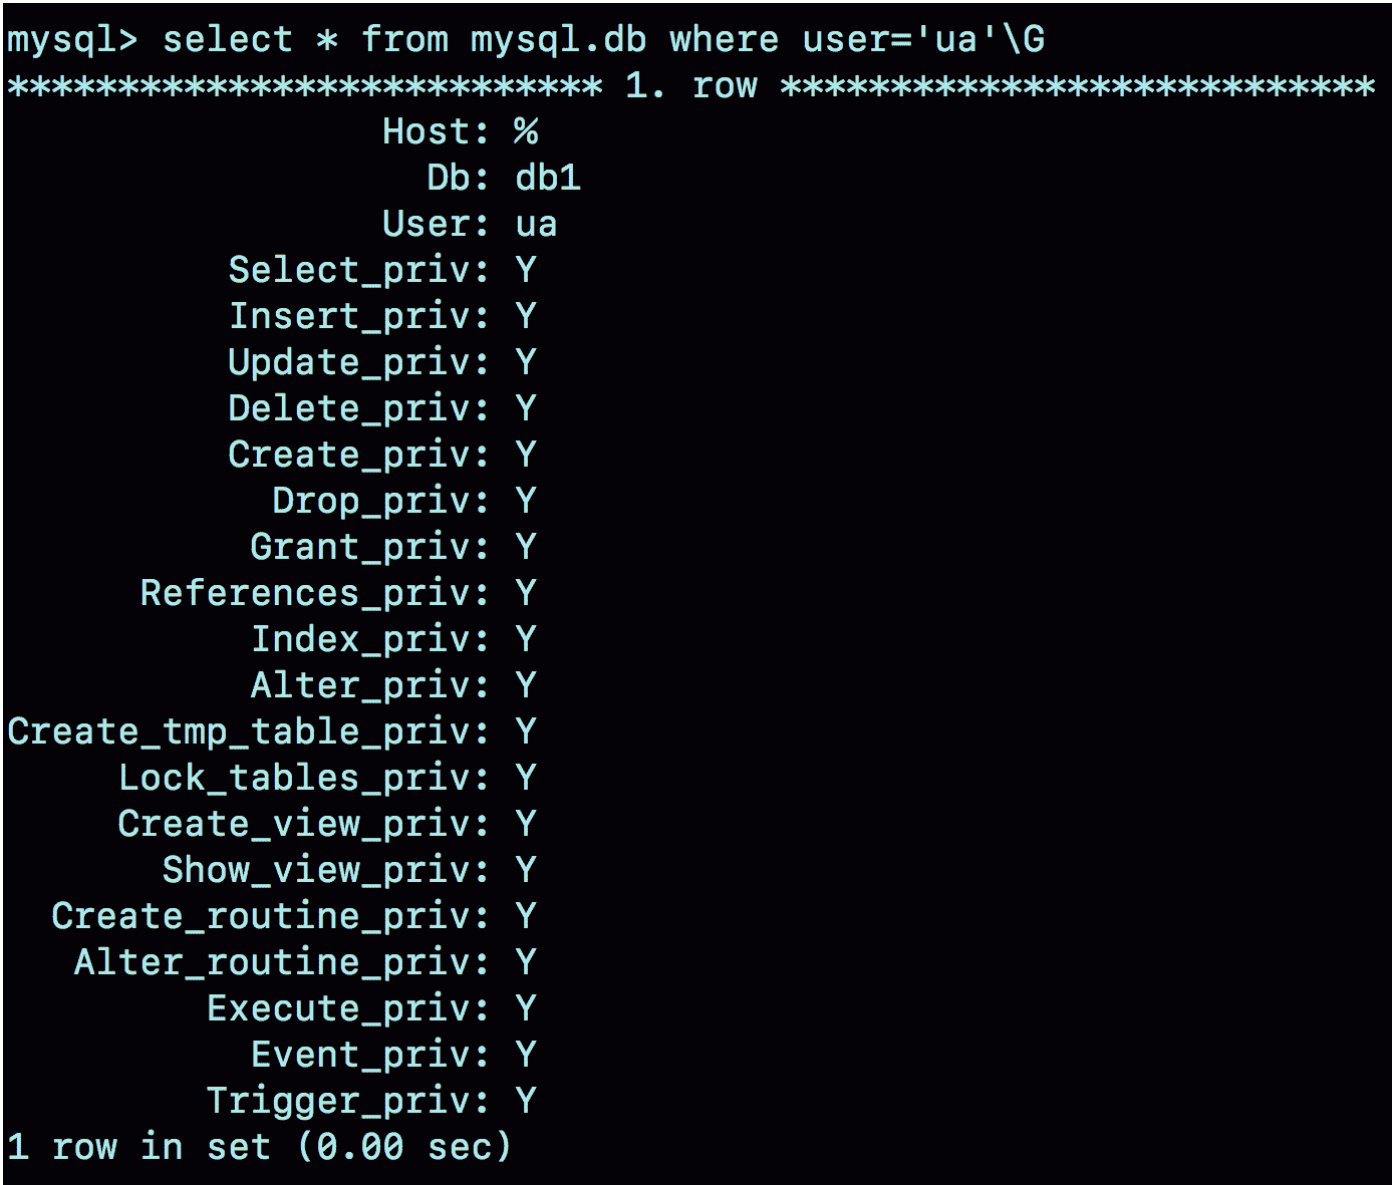 mysql> select * from mysql.db where user='ua'\G
*************************** 1. row ***************************
Host: %
Db: db1
User: ua
Select_priv: Y
Insert_priv: Y
Update_priv: Y
Delete_priv: Y
Create_priv: Y
Drop_priv: Y
Grant_priv: Y
References_priv: Y
Index_priv: Y
Alter_priv: Y
Create_tmp_table_priv: Y
Lock_tables_priv: Y
Create_view_priv: Y
Show_view_priv: Y
Create_routine_priv: Y
Alter_routine_priv: Y
Execute_priv: Y
Event_priv: Y
Trigger_priv: Y
1 row in set (0.00 sec)